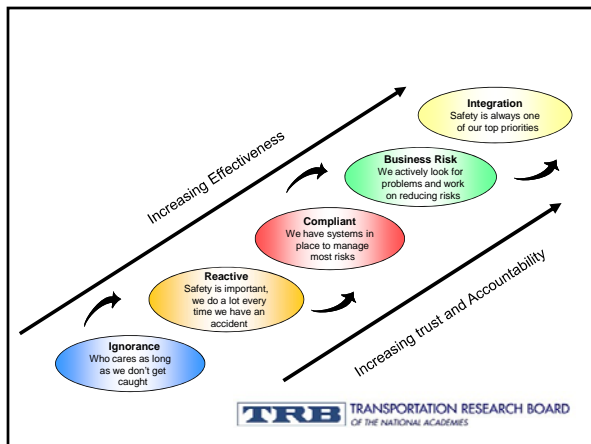 Integration
Safety is always one
of our top priorities
Increasing Effectiveness
Business Risk
We actively look for
problems and work
on reducing risks
Compliant
We have systems in
place to manage
most risks
Reactive
Safety is important,
we do a lot every
time we have an
accident
Increasing trust and Accountability
Ignorance
Who cares as long
as we don't get
caught
TRB TRANSPORTATION RESEARCH BOARD
OF THE NATIONAL ACADEMIES